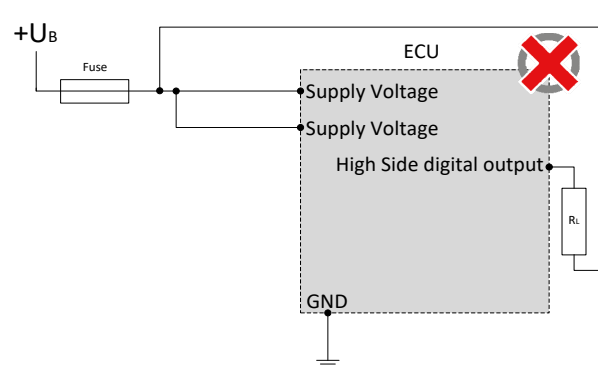 +UB
Fuse
ECU
Supply Voltage
Supply Voltage
High Side digital output
RL
GND